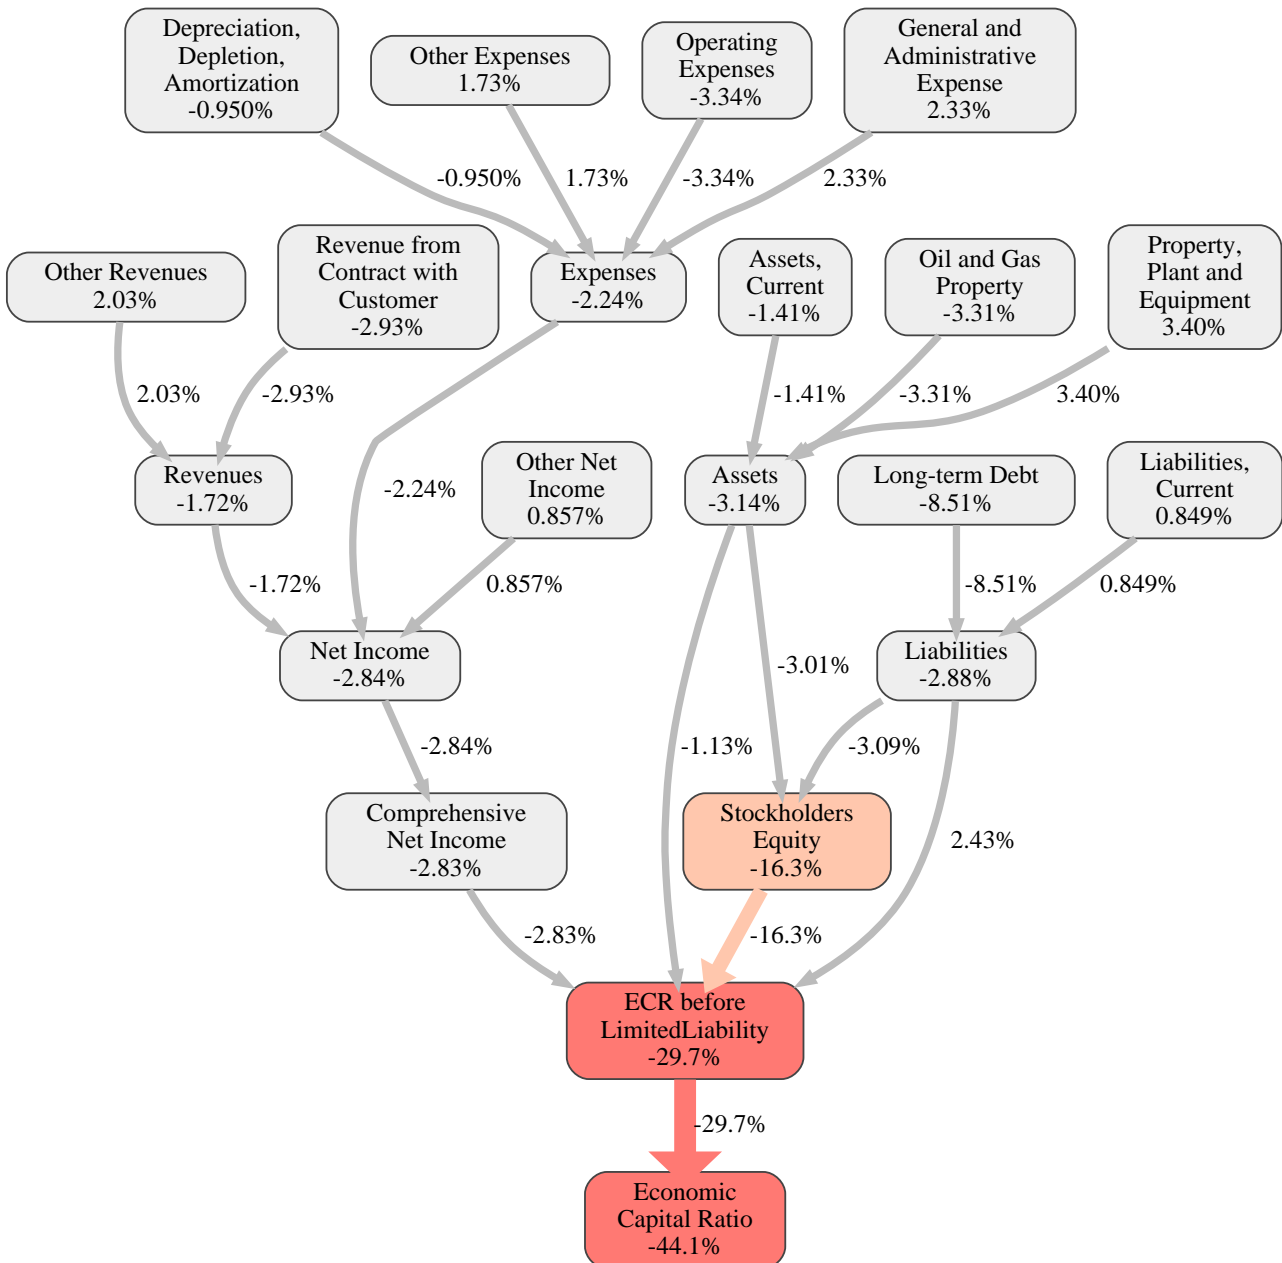 Depreciation,
Depletion,
Amortization
-0.950%
Other Expenses
1.73%
Operating
Expenses
-3.34%
General and
Administrative
Expense
2.33%
-0.950%
1.73%
-3.34%
2.33%
Other Revenues
2.03%
Revenue from
Contract with
Customer
-2.93%
Expenses
-2.24%
Assets,
Current
-1.41%
Oil and Gas
Property
-3.31%
Property,
Plant and
Equipment
3.40%
2.03%
-2.93%
-1.41%
-3.31%
3.40%
Revenues
-1.72%
-2.24%
Other Net
Income
0.857%
Assets
-3.14%
Long-term Debt
-8.51%
Liabilities,
Current
0.849%
-1.72%
0.857%
-8.51%
0.849%
Net Income
-2.84%
-3.01%
Liabilities
-2.88%
-2.84%
-1.13%
-3.09%
Comprehensive
Net Income
-2.83%
Stockholders
Equity
-16.3%
2.43%
-2.83%
-16.3%
ECR before
LimitedLiability
-29.7%
-29.7%
Economic
Capital Ratio
-44.1%